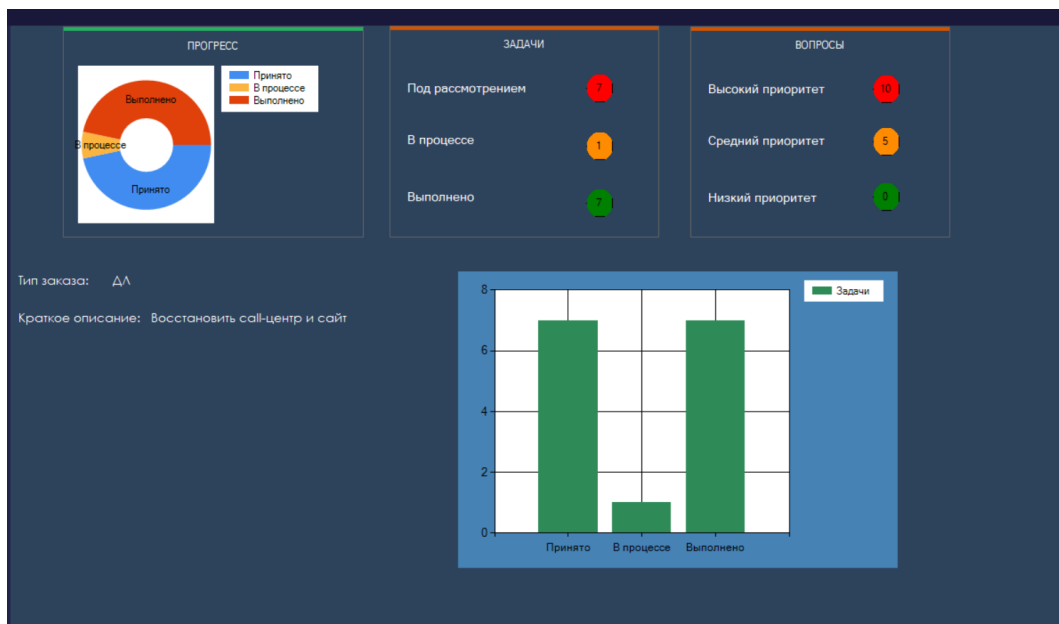 ПРОГРЕСС
Принято
В процессе
Выполнено
Выполнено
В процессе
Принято
ЗАДАЧИ
Под рассмотрением 7
В процессе 1
Выполнено 7
ВОПРОСЫ
Высокий приоритет 10
Средний приоритет 5
Низкий приоритет 0
Тип заказа: ДЛ
Краткое описание: Восстановить call-центр и сайт
Задачи
8
6
4
2
0
Принято В процессе Выполнено